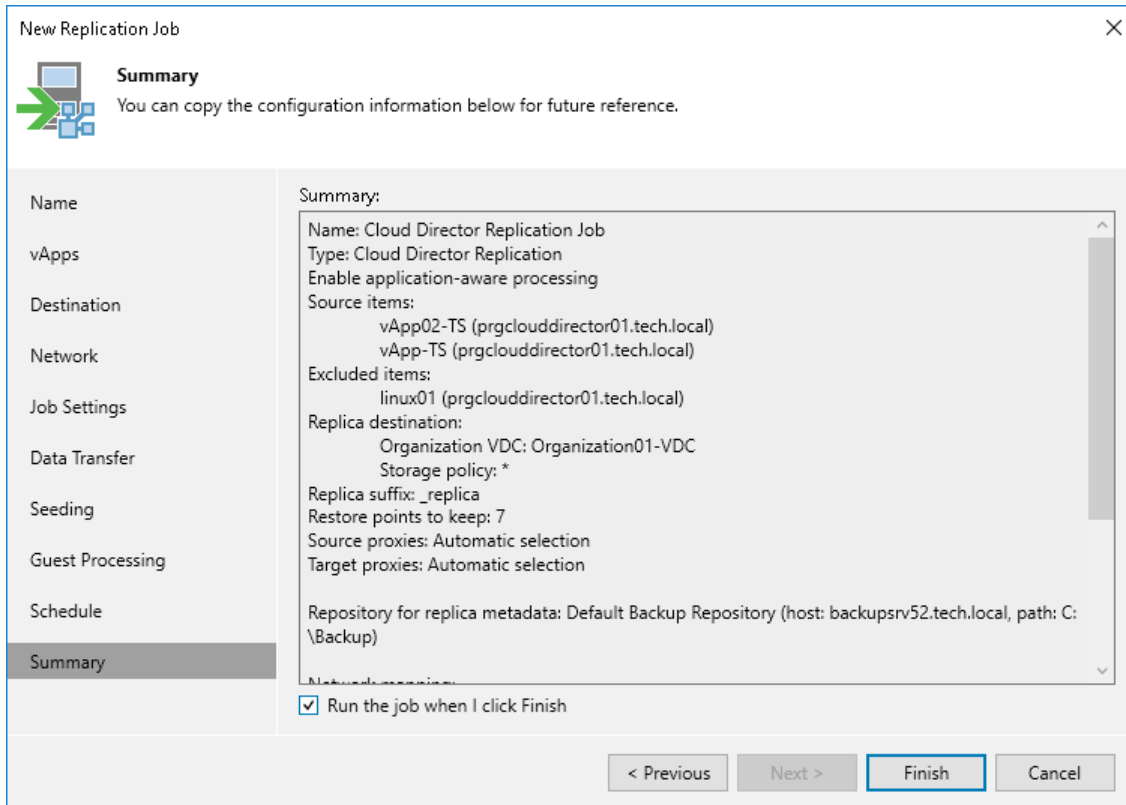 New Replication Job
Summary
You can copy the configuration information below for future reference.
Name
vApps
Destination
Network
Job Settings
Data Transfer
Seeding
Guest Processing
Schedule
Summary
Summary:
Name: Cloud Director Replication Job
Type: Cloud Director Replication
Enable application-aware processing
Source items:
vApp02-TS (prgclouddirector01.tech.local)
vApp-TS (prgclouddirector01.tech.local)
Excluded items:
linux01 (prgclouddirector01.tech.local)
Replica destination:
Organization VDC: Organization01-VDC
Storage policy: *
Replica suffix: _replica
Restore points to keep: 7
Source proxies: Automatic selection
Target proxies: Automatic selection
Repository for replica metadata: Default Backup Repository (host: backupsrv52.tech.local, path: C:
\Backup)
Network mapping:
Run the job when I click Finish
< Previous
Next >
Finish
Cancel